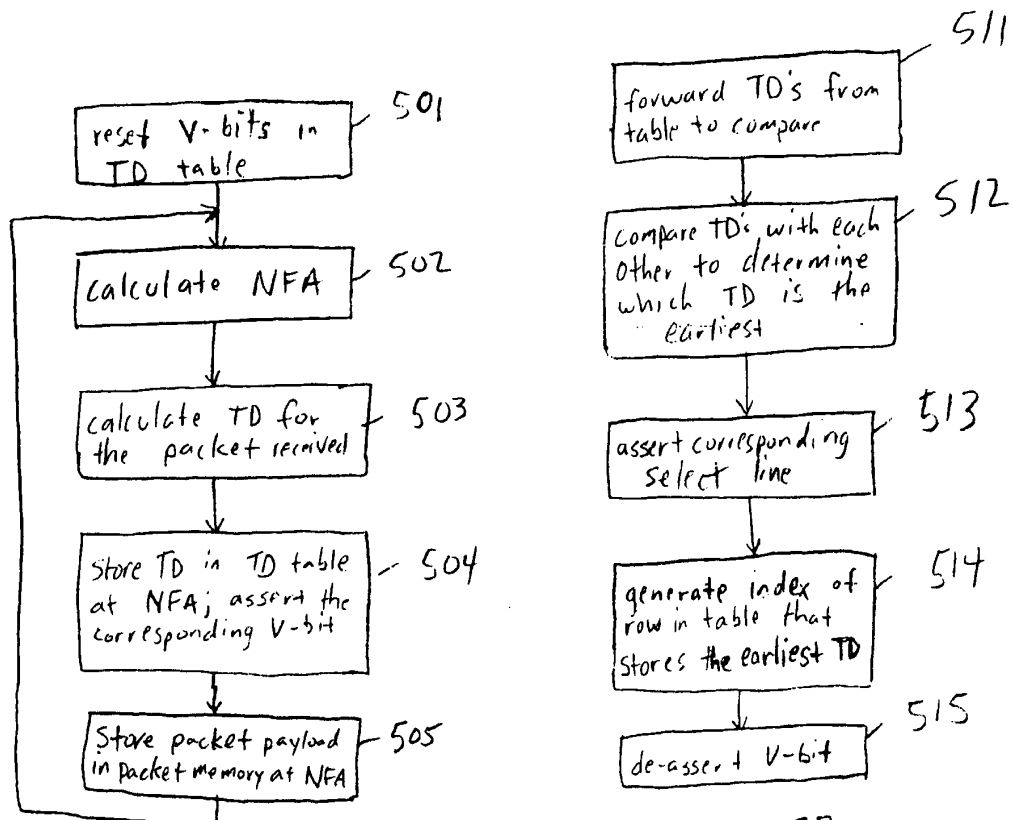 reset V-bits in
TD table
501
calculate NFA
502
calculate TD for
the packet received
503
Store TD in TD table
at NFA; assert the
corresponding V-bit
504
Store packet payload
in packet memory at NFA
505
forward TD's from
table to compare
511
compare TD's with each
other to determine
which TD is the
earliest
512
assert corresponding
select line
513
generate index of
row in table that
stores the earliest TD
514
de-assert V-bit
515